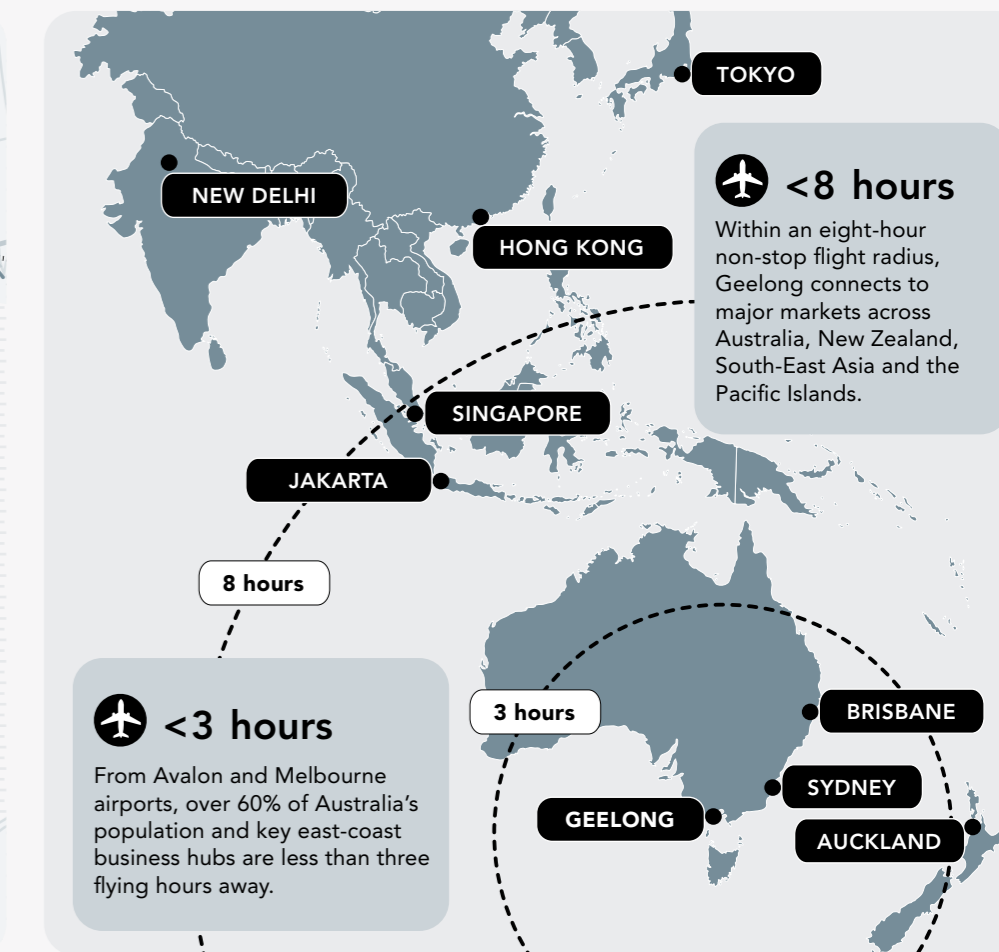 TOKYO
NEW DELHI
HONG KONG
<8 hours
Within an eight-hour
non-stop flight radius,
Geelong connects to
major markets across
Australia, New Zealand,
South-East Asia and the
Pacific Islands.
SINGAPORE
JAKARTA
8 hours
3 hours
<3 hours
From Avalon and Melbourne
airports, over 60% of Australia’s
population and key east-coast
business hubs are less than three
flying hours away.
BRISBANE
SYDNEY
GEELONG
AUCKLAND